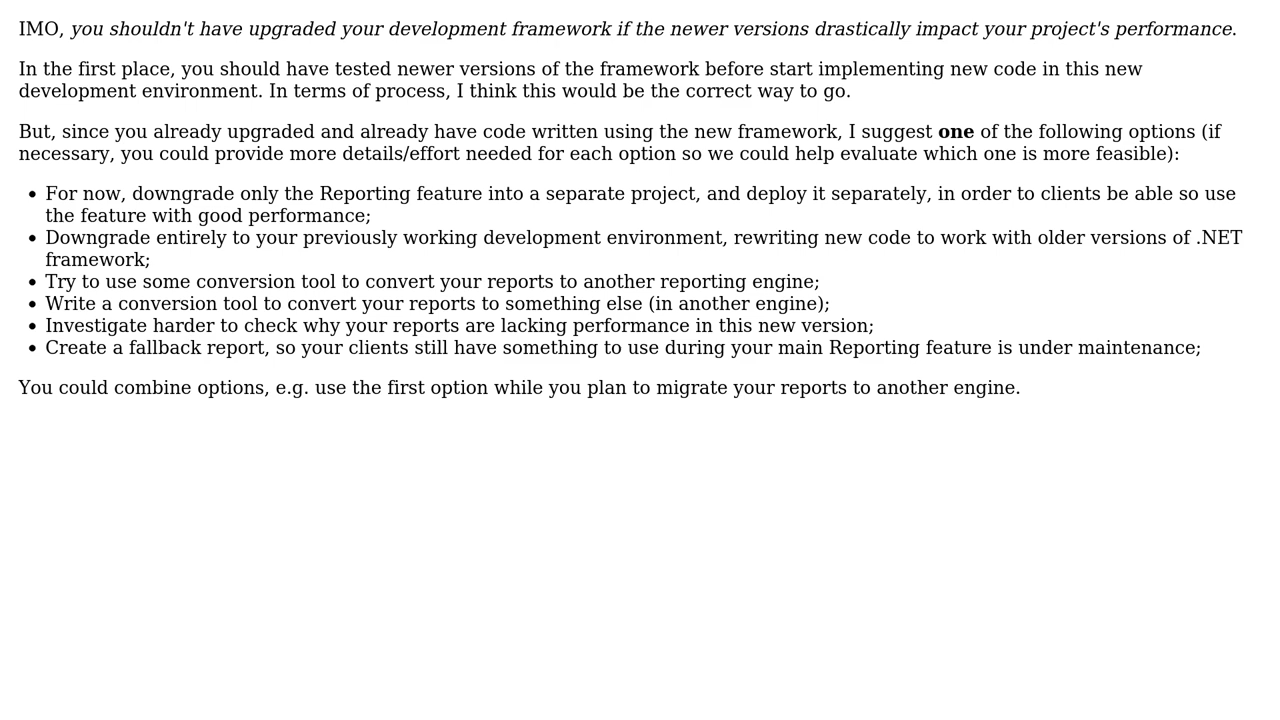 IMO, you shouldn't have upgraded your development framework if the newer versions drastically impact your project's performance.
In the first place, you should have tested newer versions of the framework before start implementing new code in this new
development environment. In terms of process, I think this would be the correct way to go.
But, since you already upgraded and already have code written using the new framework, I suggest one of the following options (if
necessary, you could provide more details/effort needed for each option so we could help evaluate which one is more feasible):
• For now, downgrade only the Reporting feature into a separate project, and deploy it separately, in order to clients be able so use
the feature with good performance;
• Downgrade entirely to your previously working development environment, rewriting new code to work with older versions of .NET
framework;
• Try to use some conversion tool to convert your reports to another reporting engine;
• Write a conversion tool to convert your reports to something else (in another engine);
• Investigate harder to check why your reports are lacking performance in this new version;
• Create a fallback report, so your clients still have something to use during your main Reporting feature is under maintenance;
You could combine options, e.g. use the first option while you plan to migrate your reports to another engine.